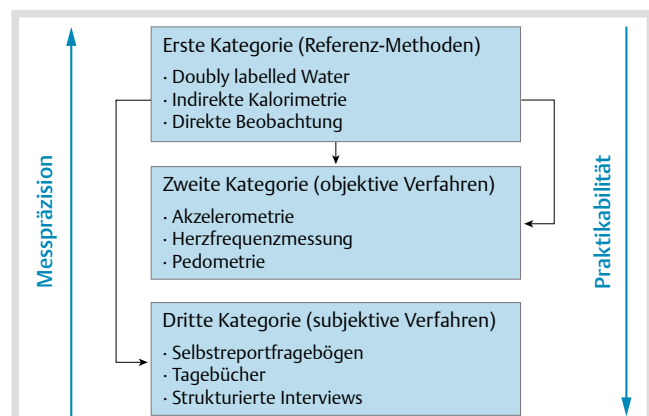 Erste Kategorie (Referenz-Methoden)
· Doubly labelled Water
· Indirekte Kalorimetrie
· Direkte Beobachtung
Zweite Kategorie (objektive Verfahren)
· Akzelerometrie
· Herzfrequenzmessung
· Pedometrie
Dritte Kategorie (subjektive Verfahren)
· Selbstreportfragebögen
· Tagebücher
· Strukturierte Interviews
Messpräzision
Praktikabilität